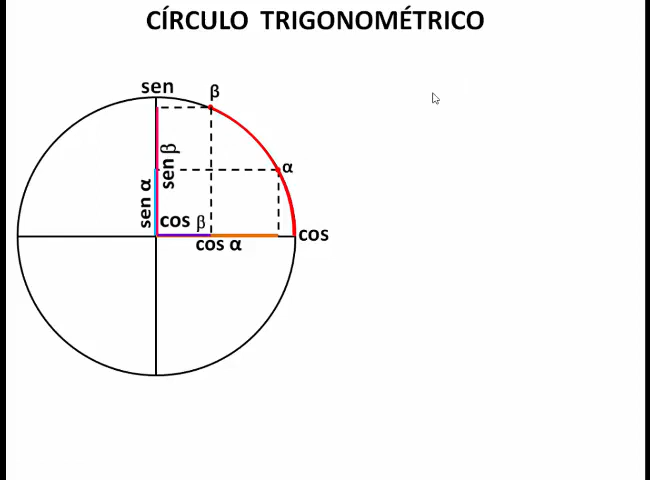 CÍRCULO TRIGONOMÉTRICO
sen
β
sen β
α
sen α
cos β
cos
cos α